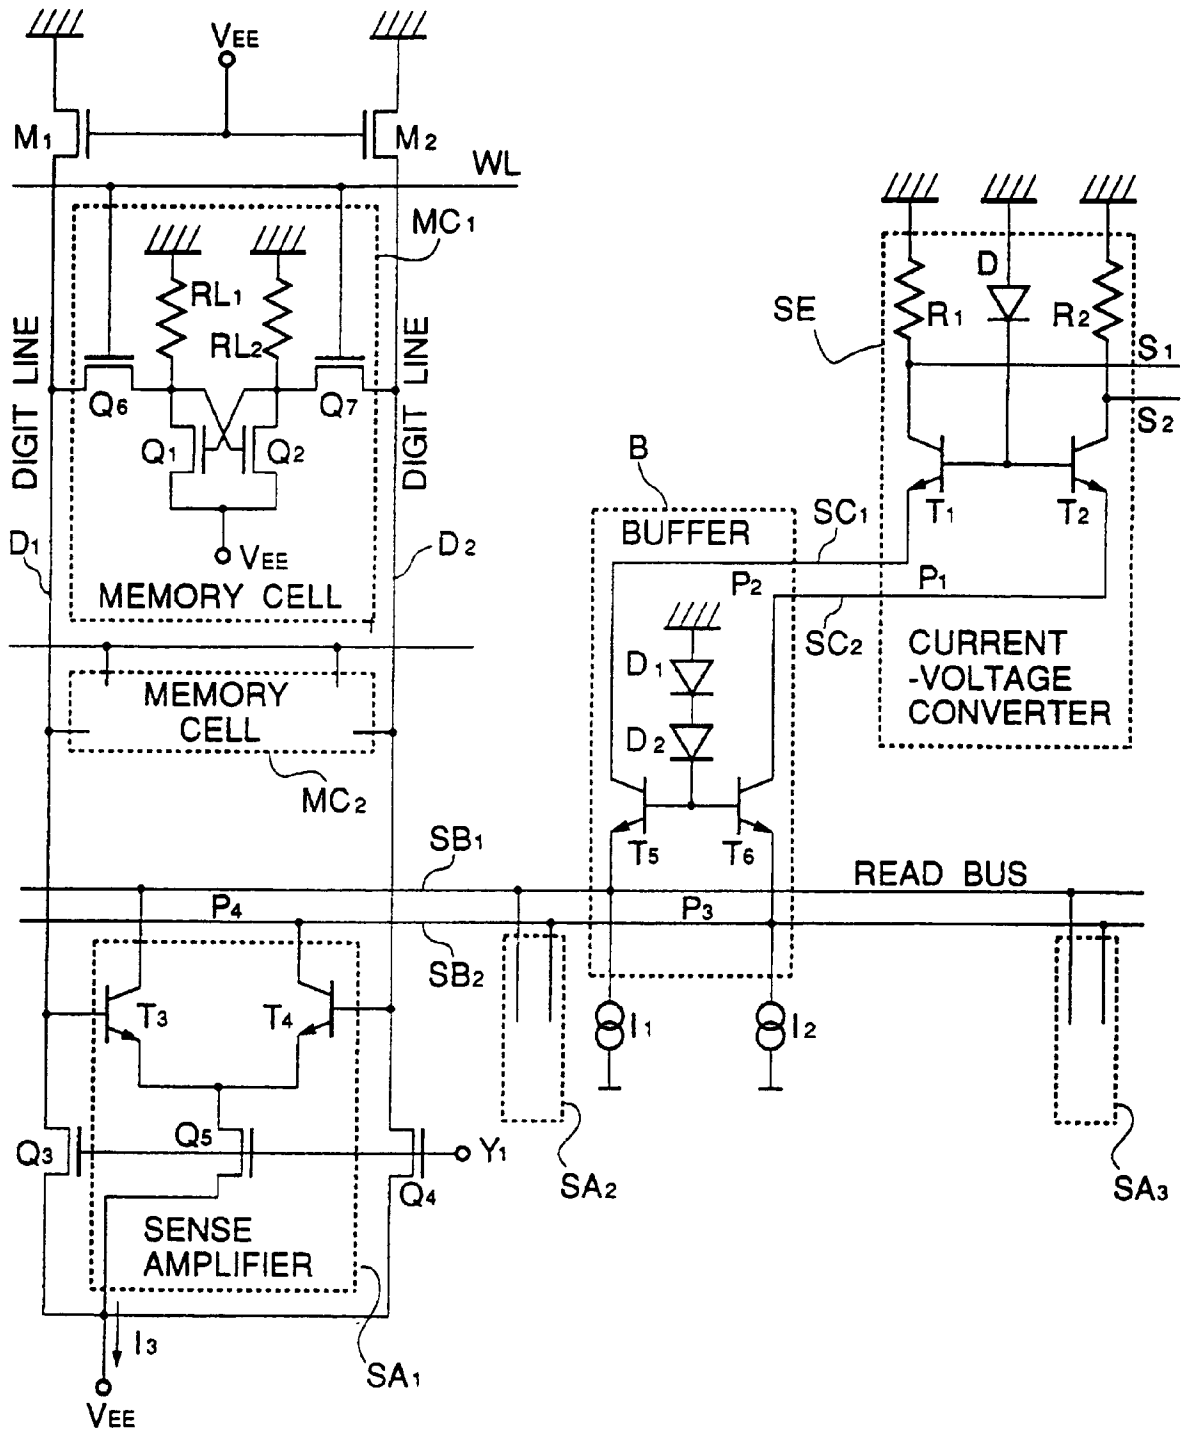 VEE
M1
M2
WL
MC1
RL1
RL2
D
SE
R1
R2
S1
S2
DIGIT LINE
DIGIT LINE
Q6
Q7
Q1
Q2
T1
T2
B
BUFFER
SC1
D1
D2
VEE
MEMORY CELL
P2
P1
SC2
CURRENT
-VOLTAGE
CONVERTER
MEMORY
CELL
D1
D2
MC2
T5
T6
SB1
READ BUS
P4
P3
SB2
T3
T4
I1
I2
Q3
Q5
Y1
Q4
SA2
SA3
SENSE
AMPLIFIER
I3
SA1
VEE